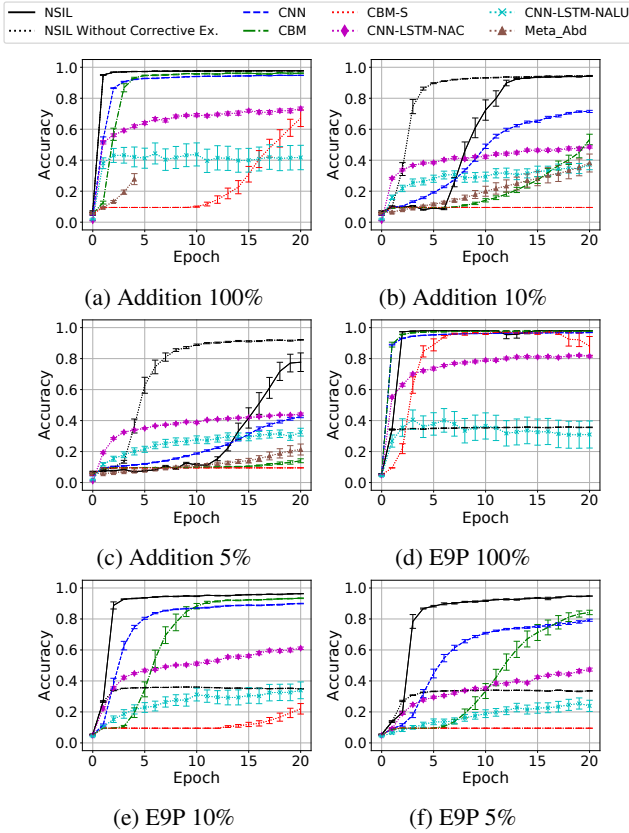 NSIL
CNN
CBM-S
CNN-LSTM-NALU
NSIL Without Corrective Ex.
CBM
CNN-LSTM-NAC
Meta_Abd
1.0
0.8
0.6
0.4
0.2
0.0
Accuracy
0 5 10 15 20
Epoch
(a) Addition 100%
1.0
0.8
0.6
0.4
0.2
0.0
Accuracy
0 5 10 15 20
Epoch
(b) Addition 10%
1.0
0.8
0.6
0.4
0.2
0.0
Accuracy
0 5 10 15 20
Epoch
(c) Addition 5%
1.0
0.8
0.6
0.4
0.2
0.0
Accuracy
0 5 10 15 20
Epoch
(d) E9P 100%
1.0
0.8
0.6
0.4
0.2
0.0
Accuracy
0 5 10 15 20
Epoch
(e) E9P 10%
1.0
0.8
0.6
0.4
0.2
0.0
Accuracy
0 5 10 15 20
Epoch
(f) E9P 5%